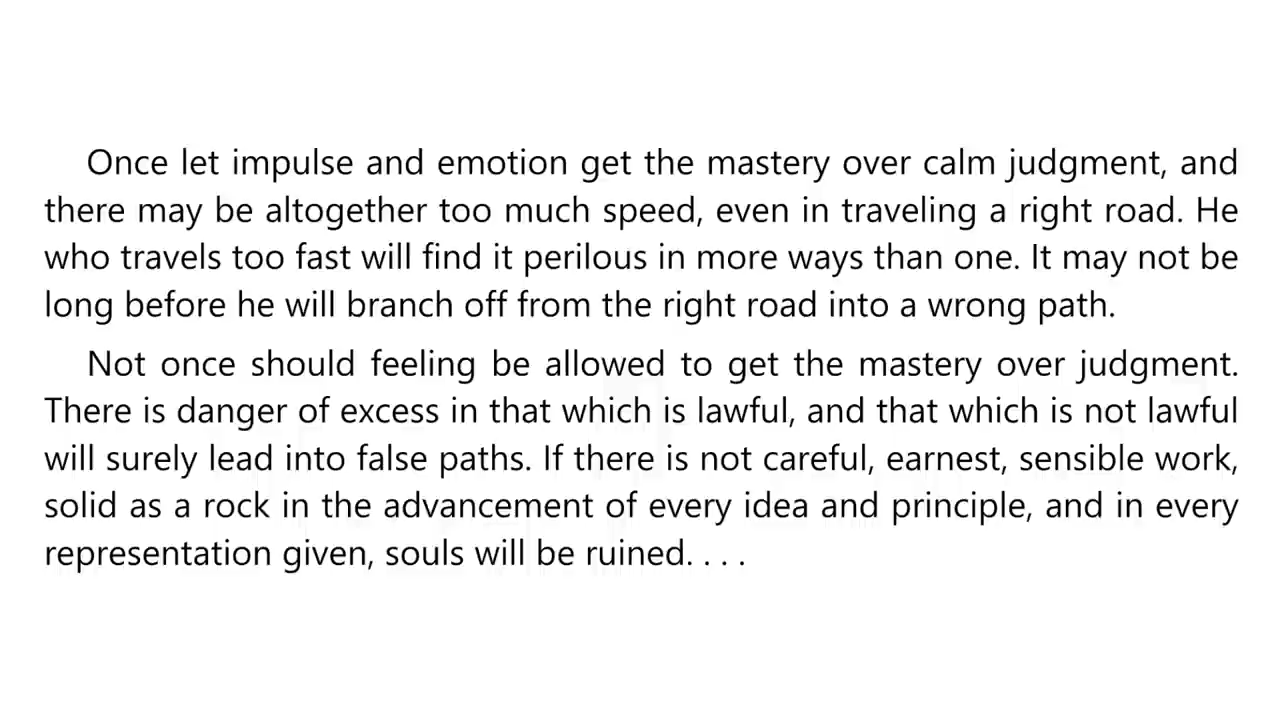 Once let impulse and emotion get the mastery over calm judgment, and
there may be altogether too much speed, even in traveling a right road. He
who travels too fast will find it perilous in more ways than one. It may not be
long before he will branch off from the right road into a wrong path.
Not once should feeling be allowed to get the mastery over judgment.
There is danger of excess in that which is lawful, and that which is not lawful
will surely lead into false paths. If there is not careful, earnest, sensible work,
solid as a rock in the advancement of every idea and principle, and in every
representation given, souls will be ruined. . . .